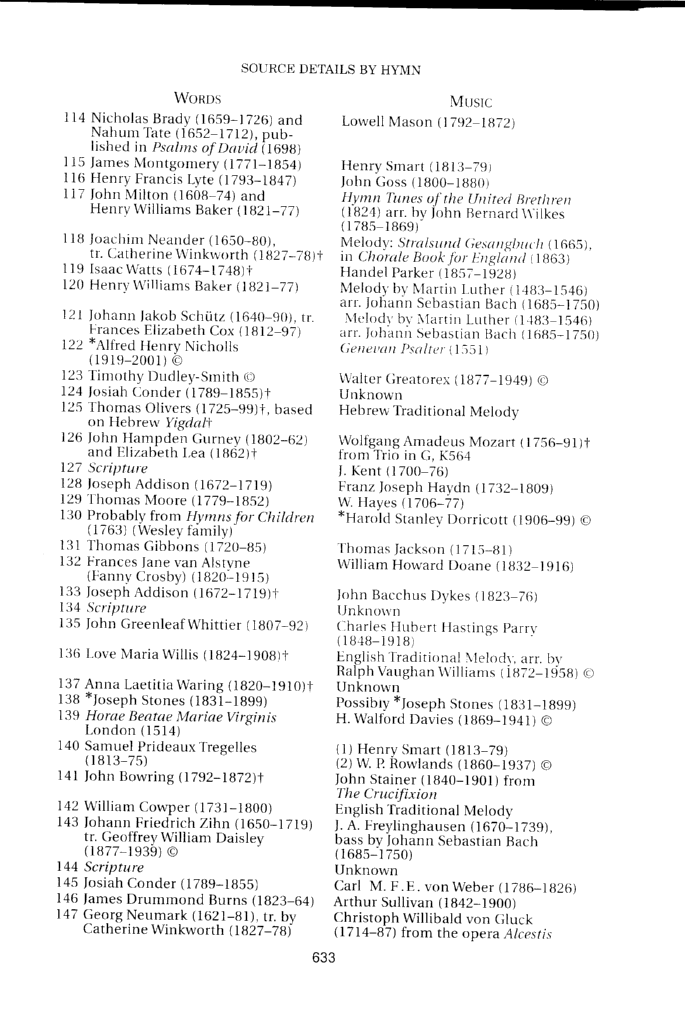 SOURCE DETAILS BY HYMN
WORDS
114 Nicholas Brady (1659–1726) and
Nahum Tate (1652–1712), pub-
lished in Psalms of David (1698)
115 James Montgomery (1771–1854)
116 Henry Francis Lyte (1793–1847)
117 John Milton (1608–74) and
Henry Williams Baker (1821–77)
118 Joachim Neander (1650–80),
tr. Catherine Winkworth (1827–78)†
119 Isaac Watts (1674–1748)†
120 Henry Williams Baker (1821–77)
121 Johann Jakob Schütz (1640–90), tr.
Frances Elizabeth Cox (1812–97)
122 *Alfred Henry Nicholls
(1919–2001) ©
123 Timothy Dudley-Smith ©
124 Josiah Conder (1789–1855)†
125 Thomas Olivers (1725–99)†, based
on Hebrew Yigdal†
126 John Hampden Gurney (1802–62)
and Elizabeth Lea (1862)†
127 Scripture
128 Joseph Addison (1672–1719)
129 Thomas Moore (1779–1852)
130 Probably from Hymns for Children
(1763) (Wesley family)
131 Thomas Gibbons (1720–85)
132 Frances Jane van Alstyne
(Fanny Crosby) (1820–1915)
133 Joseph Addison (1672–1719)†
134 Scripture
135 John Greenleaf Whittier (1807–92)
136 Love Maria Willis (1824–1908)†
137 Anna Laetitia Waring (1820–1910)†
138 *Joseph Stones (1831–1899)
139 Horae Beatae Mariae Virginis
London (1514)
140 Samuel Prideaux Tregelles
(1813–75)
141 John Bowring (1792–1872)†
142 William Cowper (1731–1800)
143 Johann Friedrich Zihn (1650–1719)
tr. Geoffrey William Daisley
(1877–1939) ©
144 Scripture
145 Josiah Conder (1789–1855)
146 James Drummond Burns (1823–64)
147 Georg Neumark (1621–81), tr. by
Catherine Winkworth (1827–78)
MUSIC
Lowell Mason (1792–1872)
Henry Smart (1813–79)
John Goss (1800–1880)
Hymn Tunes of the United Brethren
(1824) arr. by John Bernard Wilkes
(1785–1869)
Melody: Stralsund Gesangbuch (1665),
in Chorale Book for England (1863)
Handel Parker (1857–1928)
Melody by Martin Luther (1483–1546)
arr. Johann Sebastian Bach (1685–1750)
Melody by Martin Luther (1483–1546)
arr. Johann Sebastian Bach (1685–1750)
Genevan Psalter (1551)
Walter Greatorex (1877–1949) ©
Unknown
Hebrew Traditional Melody
Wolfgang Amadeus Mozart (1756–91)†
from Trio in G, K564
J. Kent (1700–76)
Franz Joseph Haydn (1732–1809)
W. Hayes (1706–77)
*Harold Stanley Dorricott (1906–99) ©
Thomas Jackson (1715–81)
William Howard Doane (1832–1916)
John Bacchus Dykes (1823–76)
Unknown
Charles Hubert Hastings Parry
(1848–1918)
English Traditional Melody, arr. by
Ralph Vaughan Williams (1872–1958) ©
Unknown
Possibly *Joseph Stones (1831–1899)
H. Walford Davies (1869–1941) ©
(1) Henry Smart (1813–79)
(2) W. P. Rowlands (1860–1937) ©
John Stainer (1840–1901) from
The Crucifixion
English Traditional Melody
J. A. Freylinghausen (1670–1739),
bass by Johann Sebastian Bach
(1685–1750)
Unknown
Carl M. F. E. von Weber (1786–1826)
Arthur Sullivan (1842–1900)
Christoph Willibald von Gluck
(1714–87) from the opera Alcestis
633